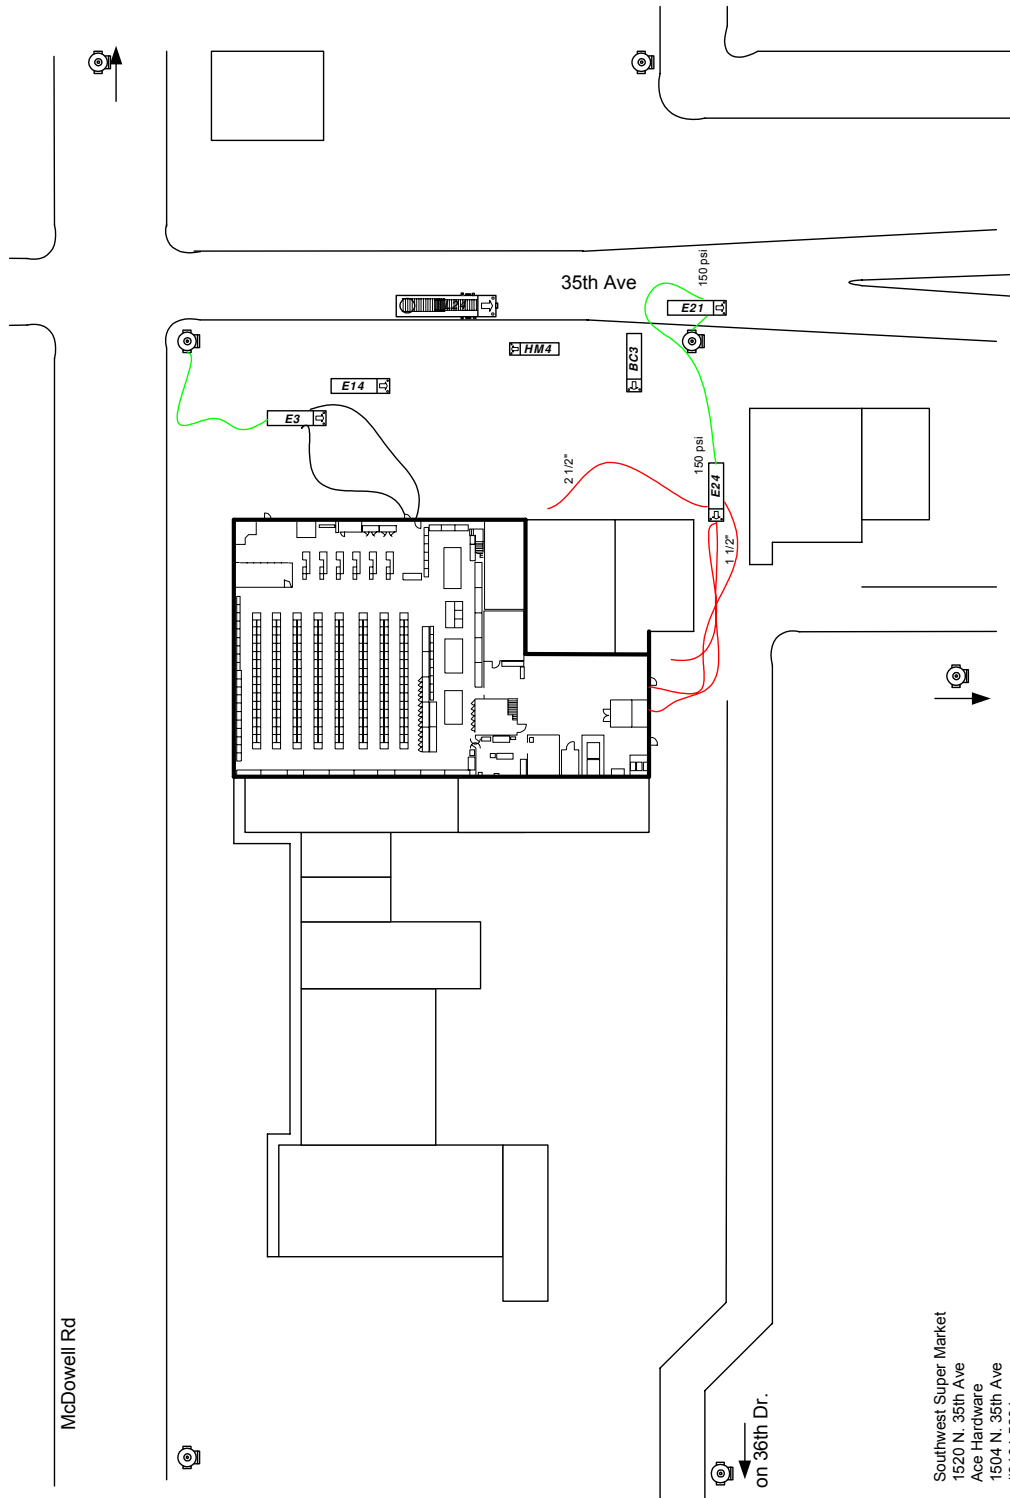 35th Ave
150 psi
E21
HM4
BC3
E14
E3
2 1/2"
150 psi
E24
1 1/2"
McDowell Rd
on 36th Dr.
Southwest Super Market
1520 N. 35th Ave
Ace Hardware
1504 N. 35th Ave